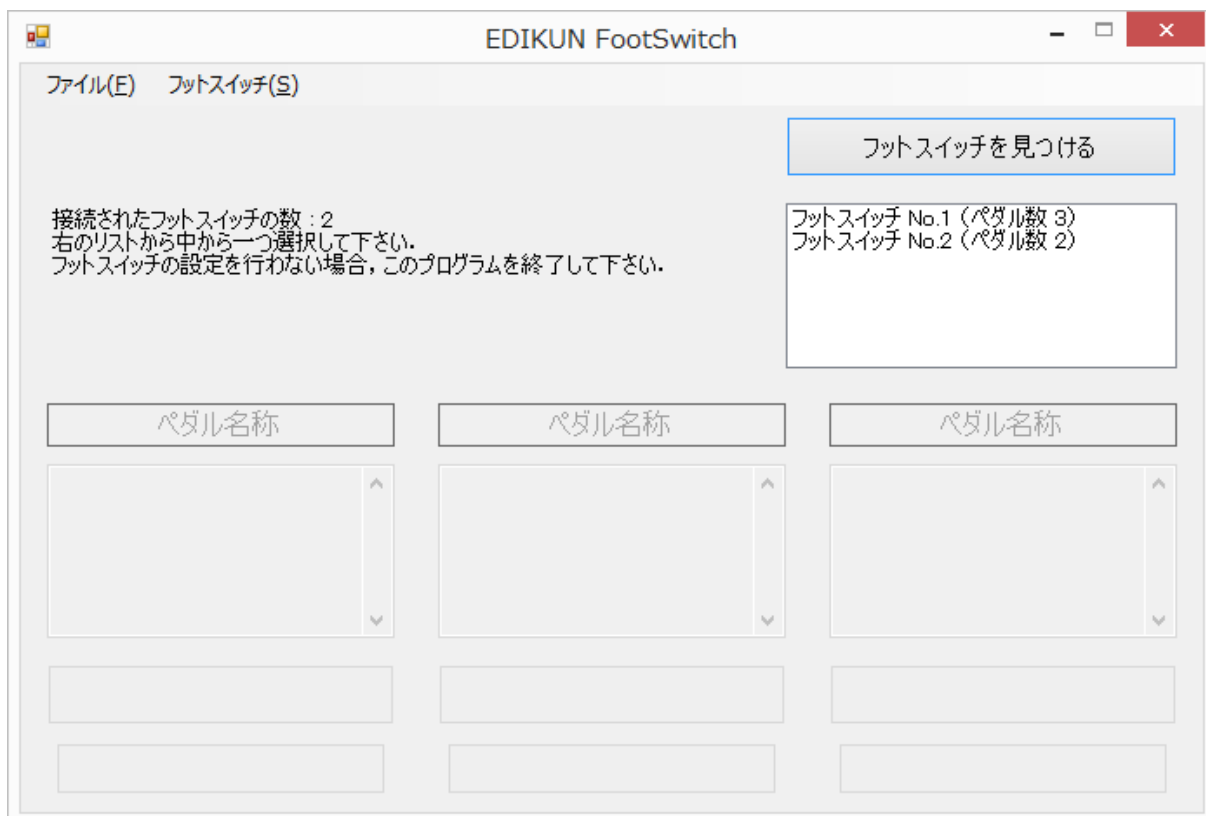 EDIKUN FootSwitch
ファイル(F) フットスイッチ(S)
フットスイッチを見つける
接続されたフットスイッチの数：2
右のリストから中から一つ選択して下さい．
フットスイッチの設定を行わない場合，このプログラムを終了して下さい．
フットスイッチ No.1（ペダル数 3）
フットスイッチ No.2（ペダル数 2）
ペダル名称 ペダル名称 ペダル名称